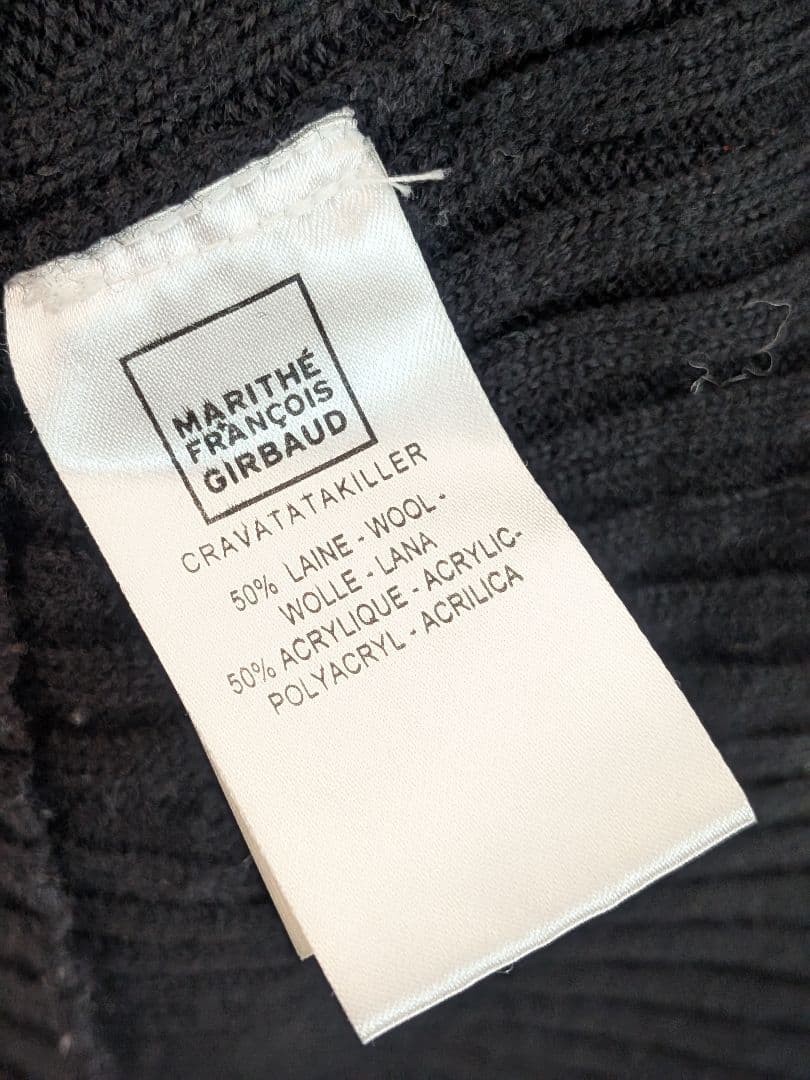 MARITHÉ
+
FRANÇOIS
GIRBAUD
CRAVATATAKILLER
50% LAINE - WOOL -
WOLLE - LANA
50% ACRYLIQUE - ACRYLIC-
POLYACRYL - ACRILICA